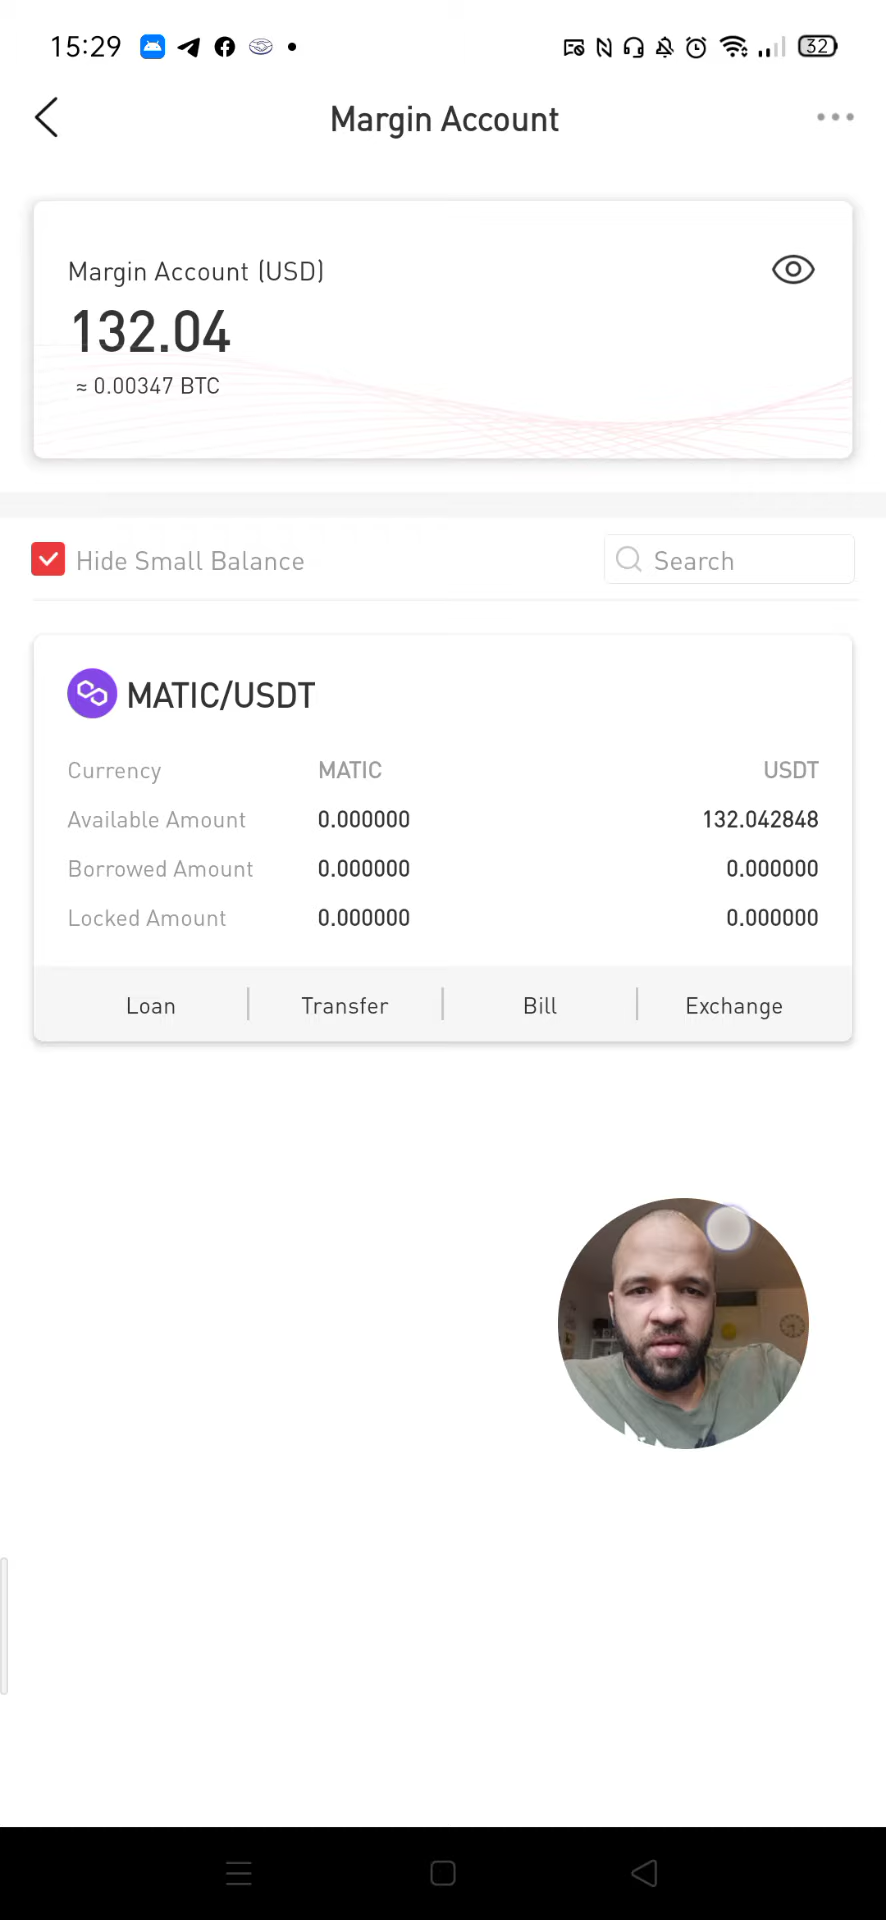 15:29
32
Margin Account
Margin Account (USD)
132.04
≈ 0.00347 BTC
Hide Small Balance
Search
MATIC/USDT
Currency MATIC USDT
Available Amount 0.000000 132.042848
Borrowed Amount 0.000000 0.000000
Locked Amount 0.000000 0.000000
Loan Transfer Bill Exchange